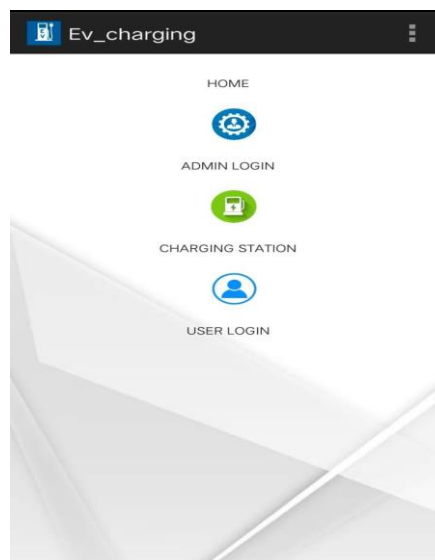 Ev_charging
HOME
ADMIN LOGIN
CHARGING STATION
USER LOGIN